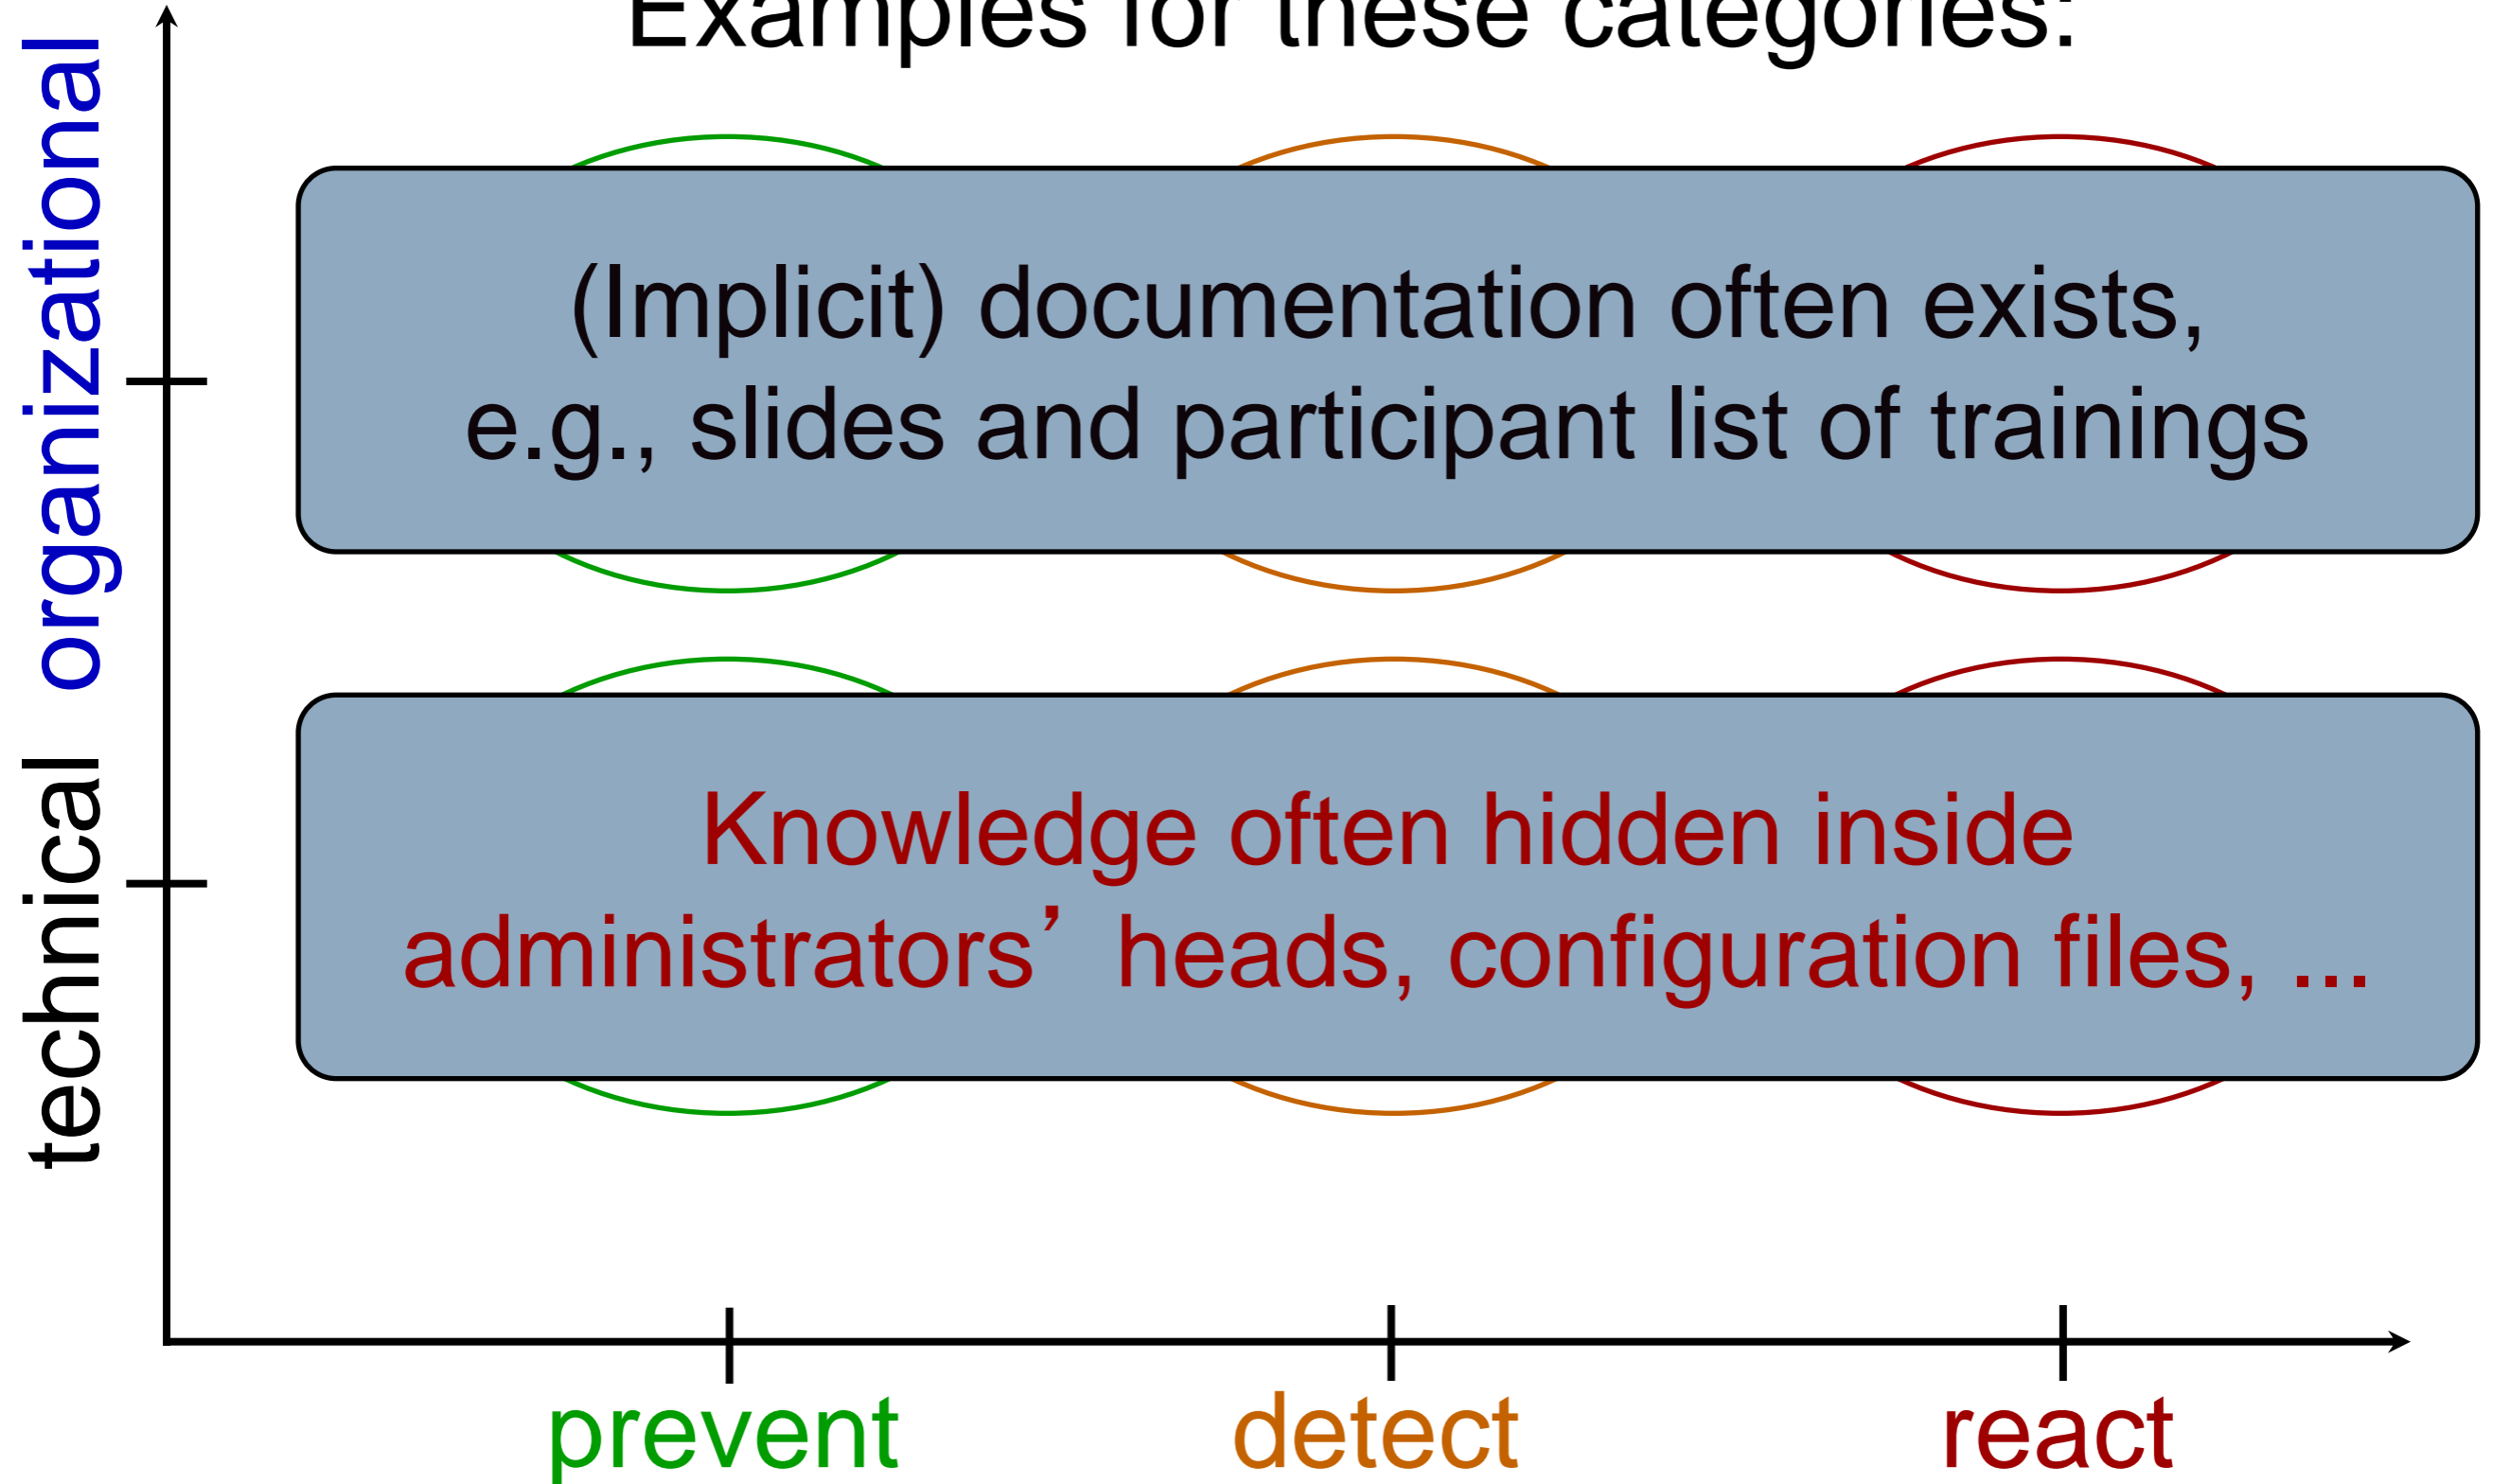 Examples for these categories:
organizational
(Implicit) documentation often exists,
e.g., slides and participant list of trainings
technical
Knowledge often hidden inside
administrators’ heads, configuration files, ...
prevent
detect
react